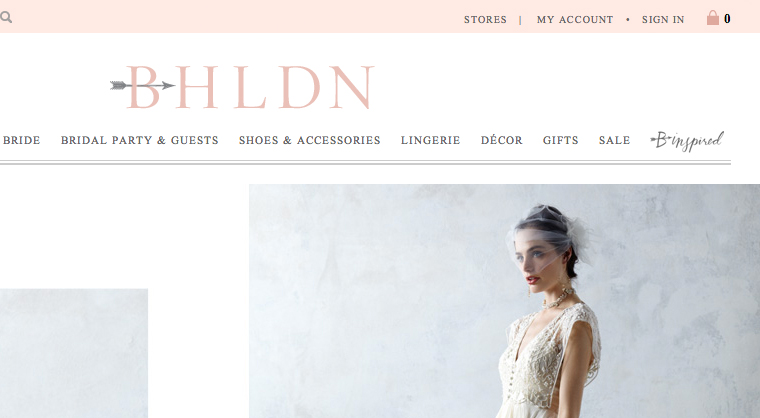 STORES | MY ACCOUNT • SIGN IN 0
BHLDN
BRIDE BRIDAL PARTY & GUESTS SHOES & ACCESSORIES LINGERIE DÉCOR GIFTS SALE B-inspired